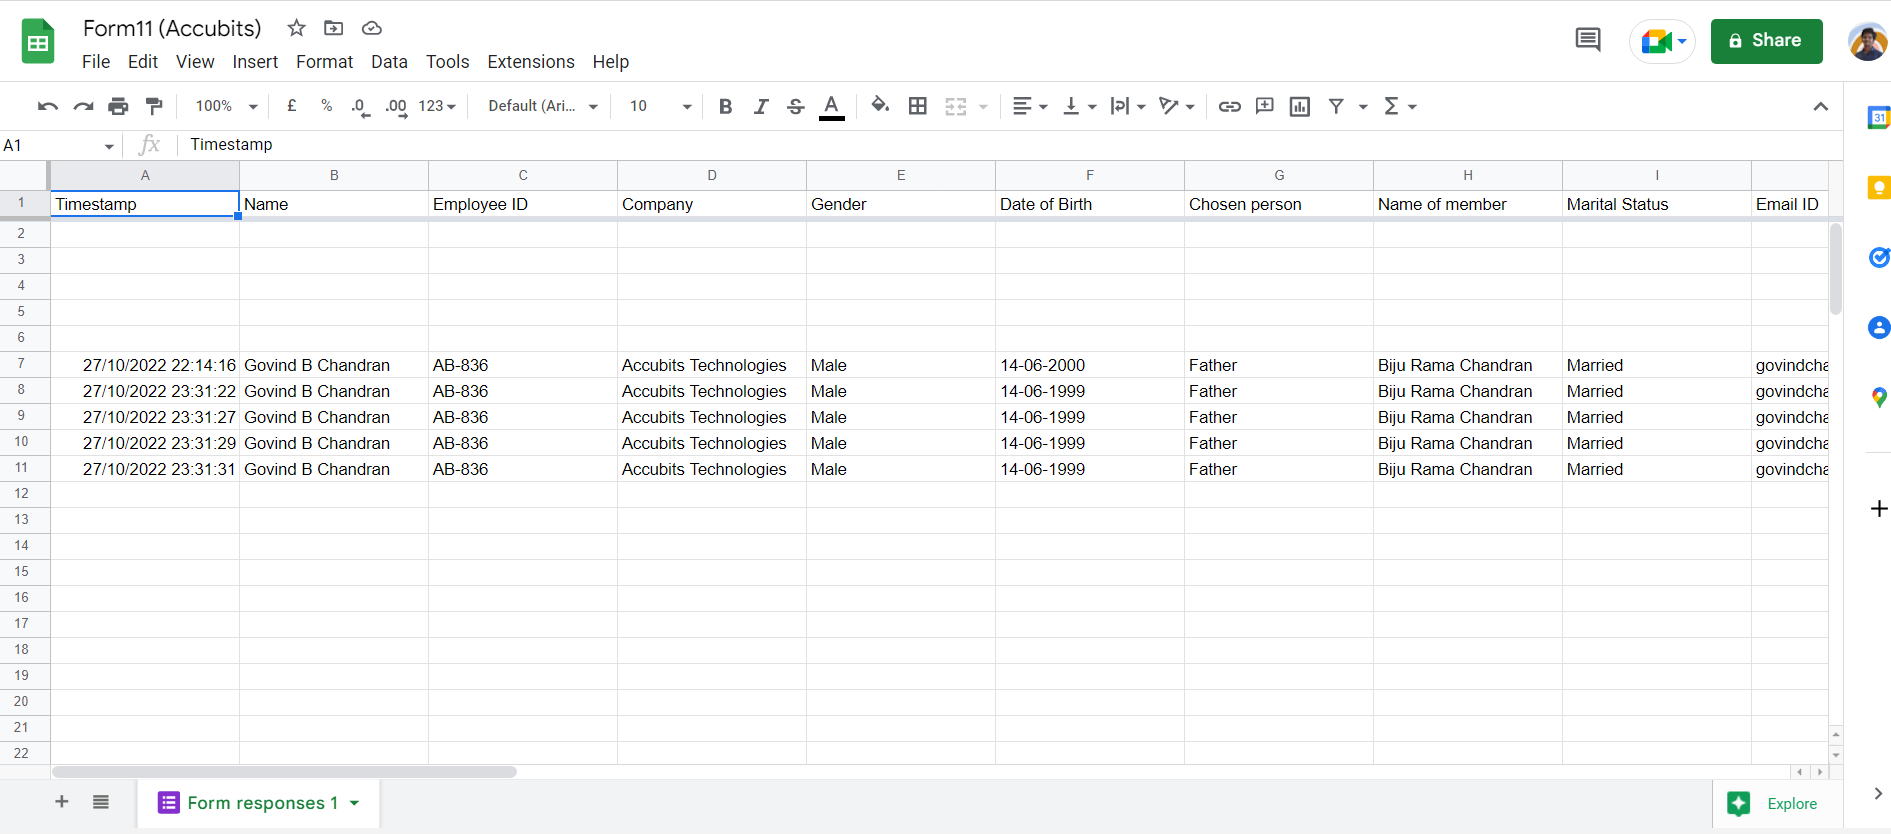 Form11 (Accubits)
File Edit View Insert Format Data Tools Extensions Help
Share
100% £ % .0 .00 123 Default (Ari... 10 B I S A Σ
31
A1 fx Timestamp
A B C D E F G H I
1 Timestamp Name Employee ID Company Gender Date of Birth Chosen person Name of member Marital Status Email ID
2
3
4
5
6
7 27/10/2022 22:14:16 Govind B Chandran AB-836 Accubits Technologies Male 14-06-2000 Father Biju Rama Chandran Married govindcha
8 27/10/2022 23:31:22 Govind B Chandran AB-836 Accubits Technologies Male 14-06-1999 Father Biju Rama Chandran Married govindcha
9 27/10/2022 23:31:27 Govind B Chandran AB-836 Accubits Technologies Male 14-06-1999 Father Biju Rama Chandran Married govindcha
10 27/10/2022 23:31:29 Govind B Chandran AB-836 Accubits Technologies Male 14-06-1999 Father Biju Rama Chandran Married govindcha
11 27/10/2022 23:31:31 Govind B Chandran AB-836 Accubits Technologies Male 14-06-1999 Father Biju Rama Chandran Married govindcha
12
13
14
15
16
17
18
19
20
21
22
Form responses 1
Explore